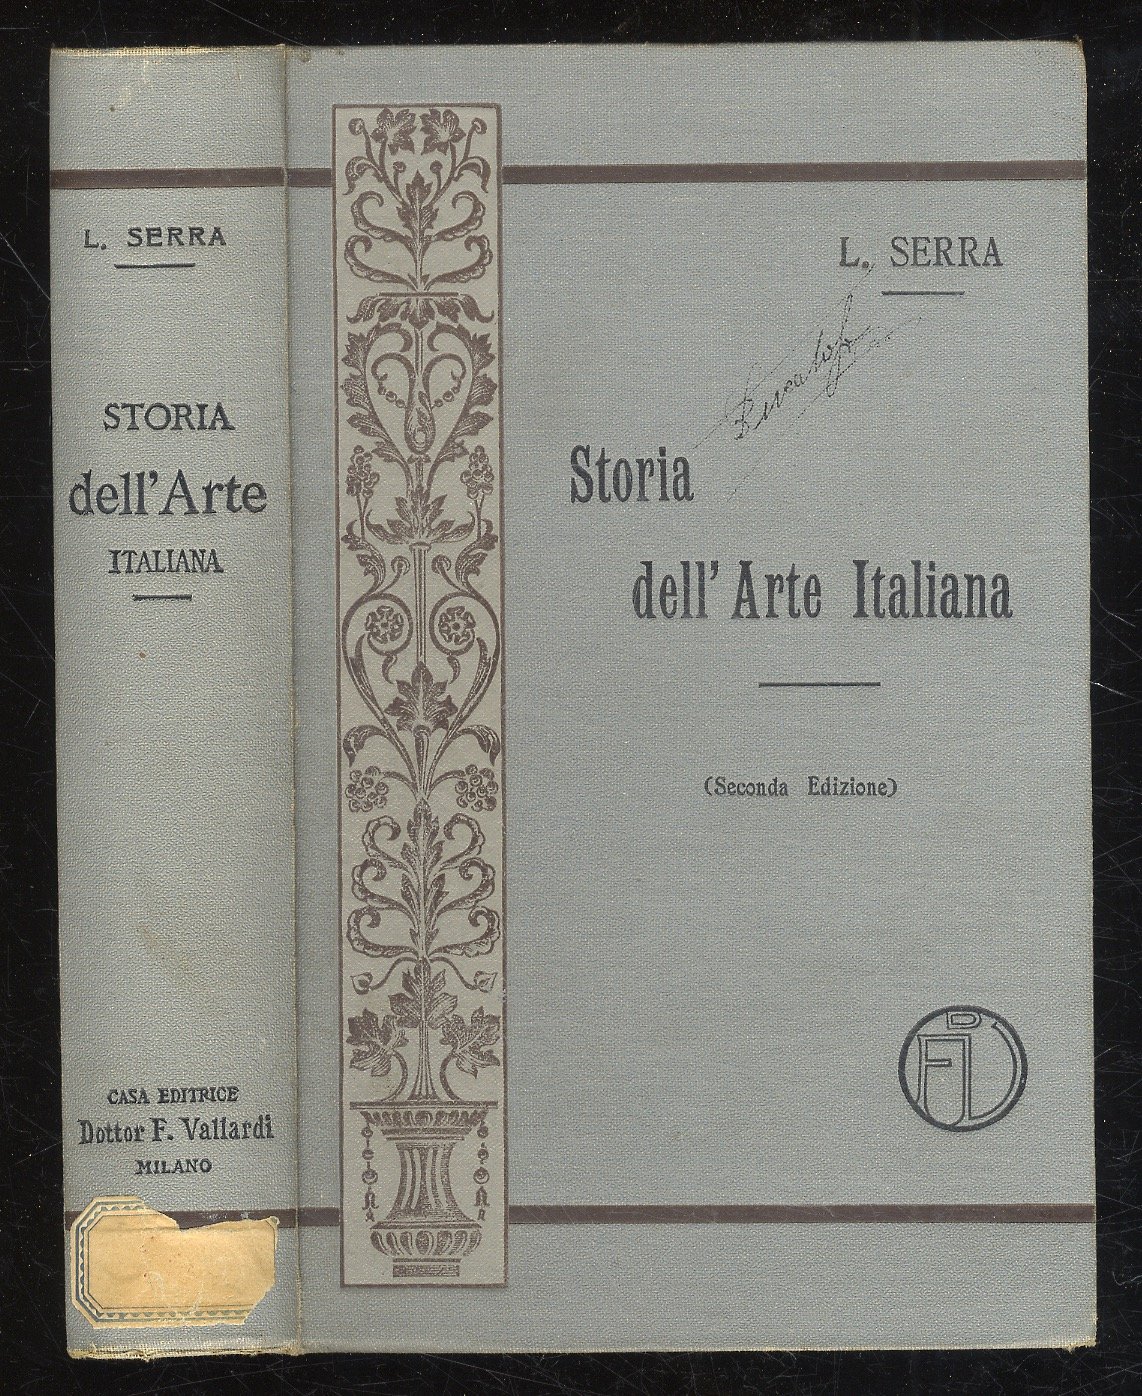 L. SERRA
STORIA
dell'Arte
ITALIANA
CASA EDITRICE
Dottor F. Vallardi
MILANO
L. SERRA
Storia
dell' Arte Italiana
(Seconda Edizione)